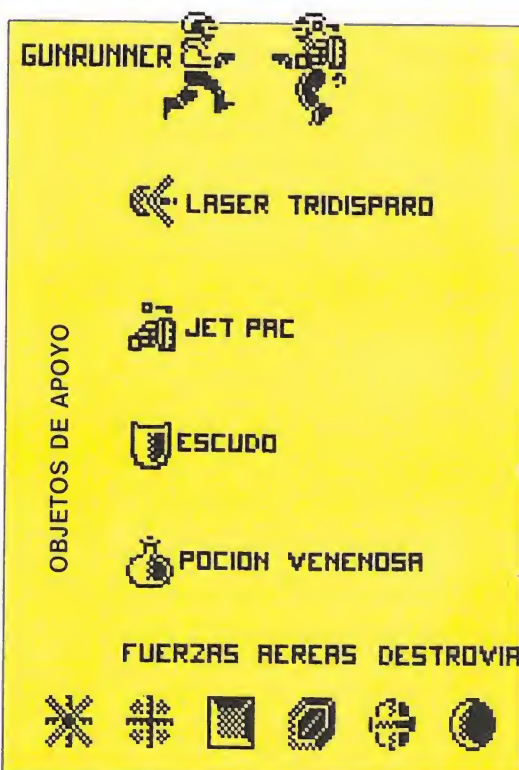 GUNRUNNER
LASER TRIDISPARO
JET PAC
OBJETOS DE APOYO
ESCUDO
POCION VENENOSA
FUERZAS AEREAS DESTROVIA